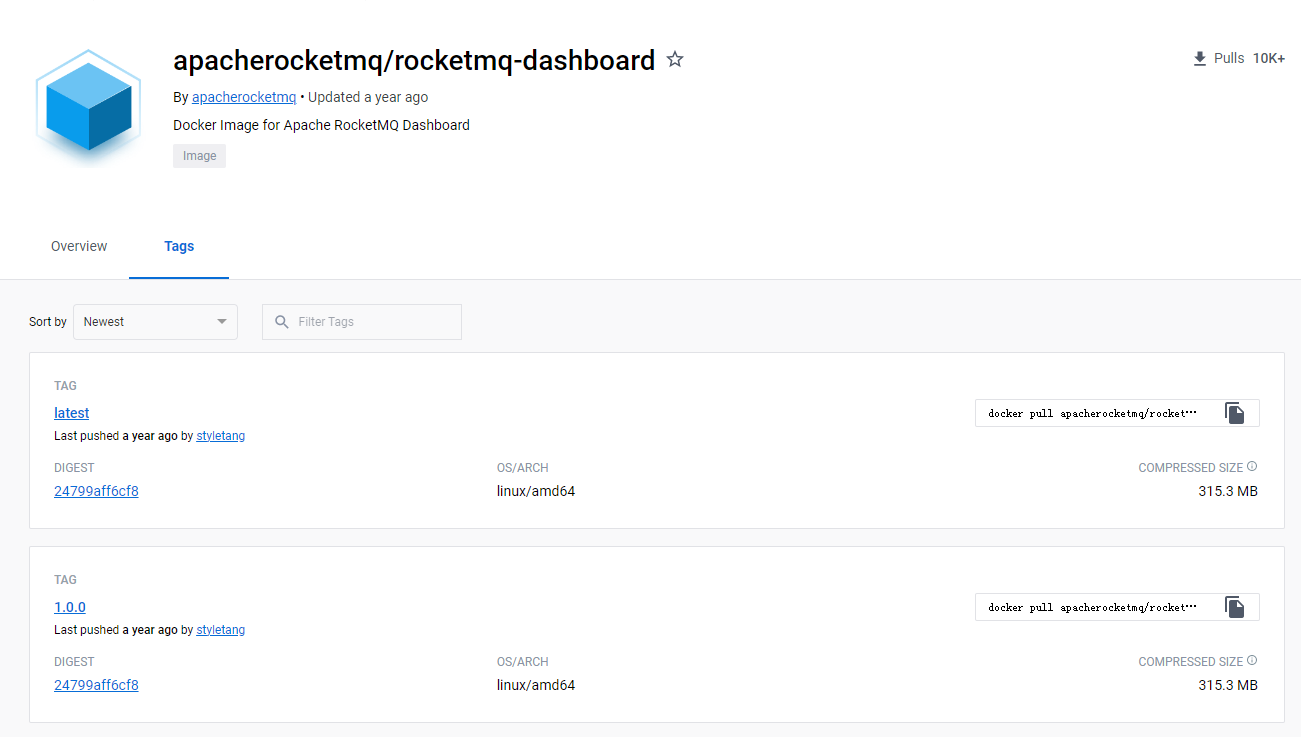 apacherocketmq/rocketmq-dashboard
Pulls 10K+
By apacherocketmq • Updated a year ago
Docker Image for Apache RocketMQ Dashboard
Image
Overview
Tags
Sort by
Newest
Filter Tags
TAG
latest
docker pull apacherocketmq/rocket···
Last pushed a year ago by styletang
DIGEST
OS/ARCH
COMPRESSED SIZE
24799aff6cf8
linux/amd64
315.3 MB
TAG
1.0.0
docker pull apacherocketmq/rocket···
Last pushed a year ago by styletang
DIGEST
OS/ARCH
COMPRESSED SIZE
24799aff6cf8
linux/amd64
315.3 MB